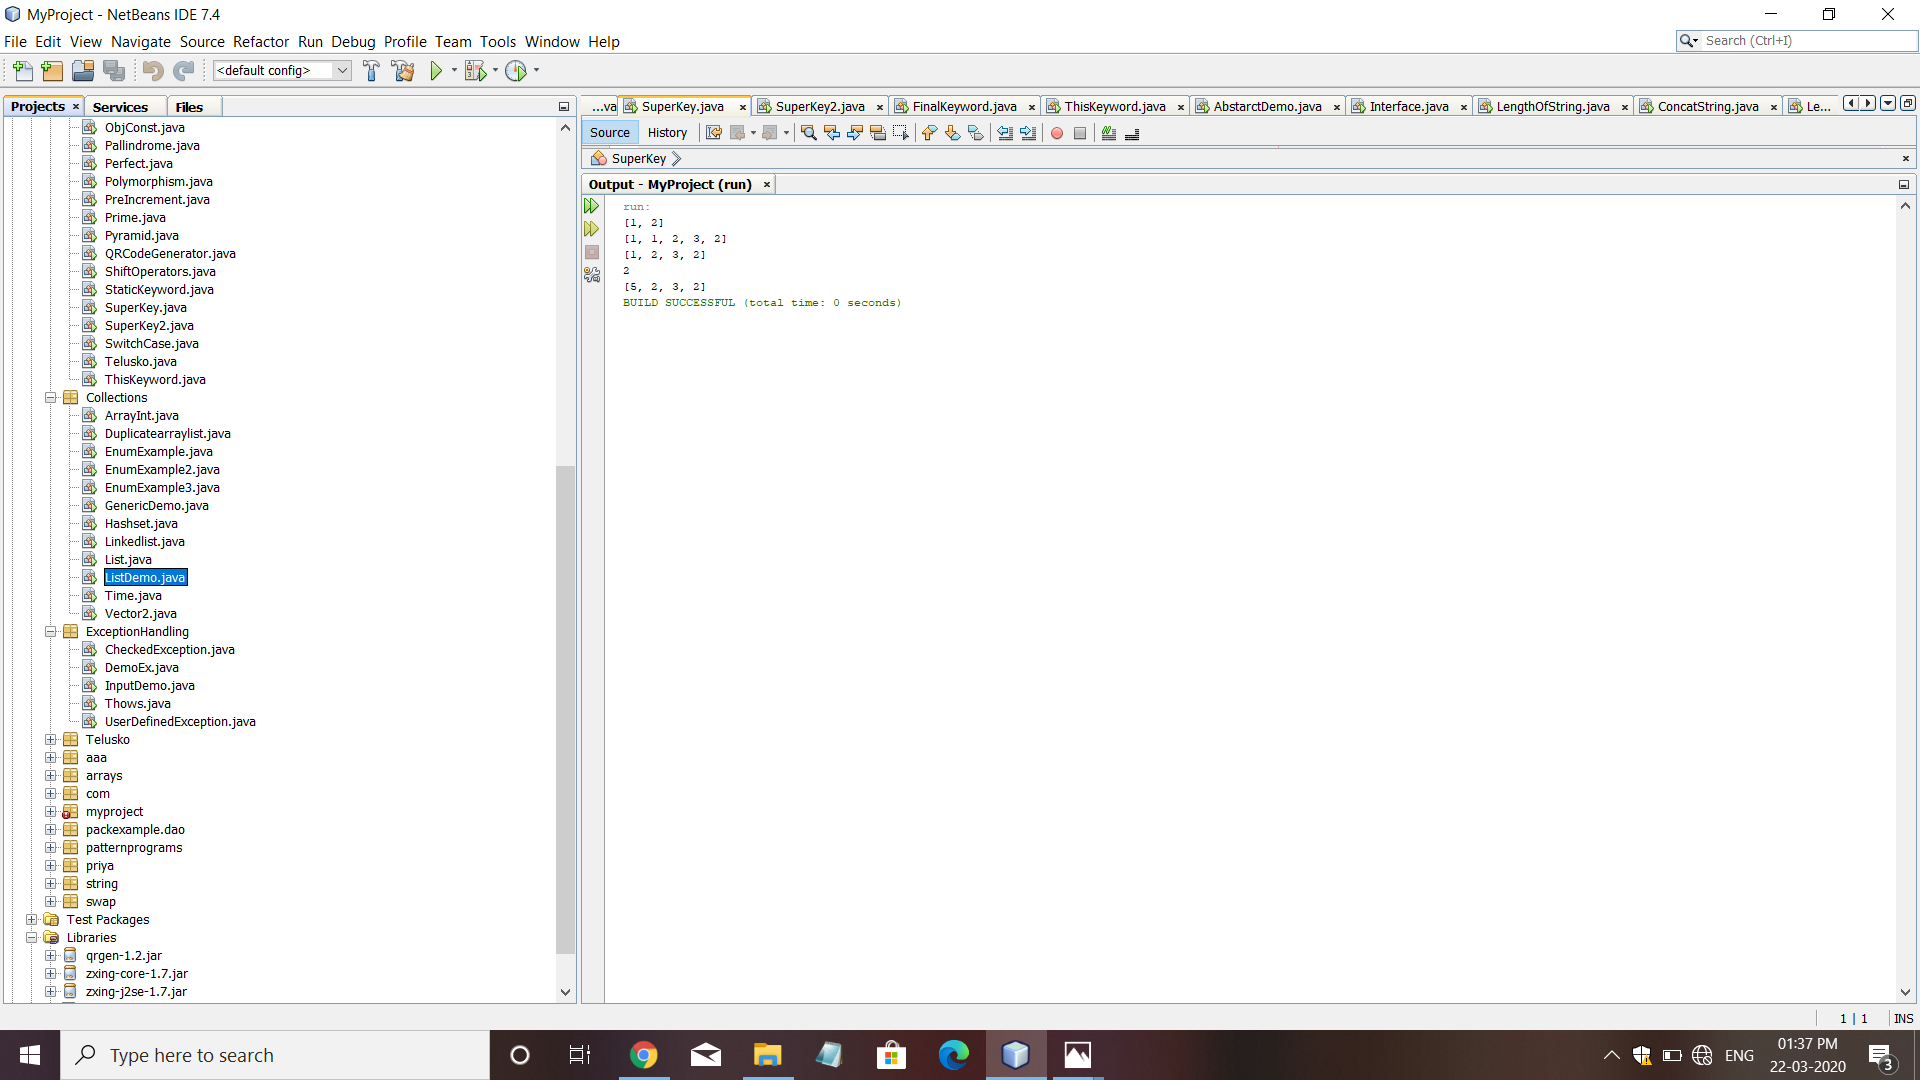 MyProject - NetBeans IDE 7.4
File Edit View Navigate Source Refactor Run Debug Profile Team Tools Window Help
Search (Ctrl+I)
<default config>
Projects Services Files
ObjConst.java
Pallindrome.java
Perfect.java
Polymorphism.java
PreIncrement.java
Prime.java
Pyramid.java
QRCodeGenerator.java
ShiftOperators.java
StaticKeyword.java
SuperKey.java
SuperKey2.java
SwitchCase.java
Telusko.java
ThisKeyword.java
Collections
ArrayInt.java
Duplicatearraylist.java
EnumExample.java
EnumExample2.java
EnumExample3.java
GenericDemo.java
Hashset.java
Linkedlist.java
List.java
ListDemo.java
Time.java
Vector2.java
ExceptionHandling
CheckedException.java
DemoEx.java
InputDemo.java
Thows.java
UserDefinedException.java
Telusko
aaa
arrays
com
myproject
packexample.dao
patternprograms
priya
string
swap
Test Packages
Libraries
qrgen-1.2.jar
zxing-core-1.7.jar
zxing-j2se-1.7.jar
...va SuperKey.java SuperKey2.java FinalKeyword.java ThisKeyword.java AbstarctDemo.java Interface.java LengthOfString.java ConcatString.java Le...
Source History
SuperKey
Output - MyProject (run)
run:
[1, 2]
[1, 1, 2, 3, 2]
[1, 2, 3, 2]
2
[5, 2, 3, 2]
BUILD SUCCESSFUL (total time: 0 seconds)
1 | 1 INS
Type here to search
ENG
01:37 PM
22-03-2020
3